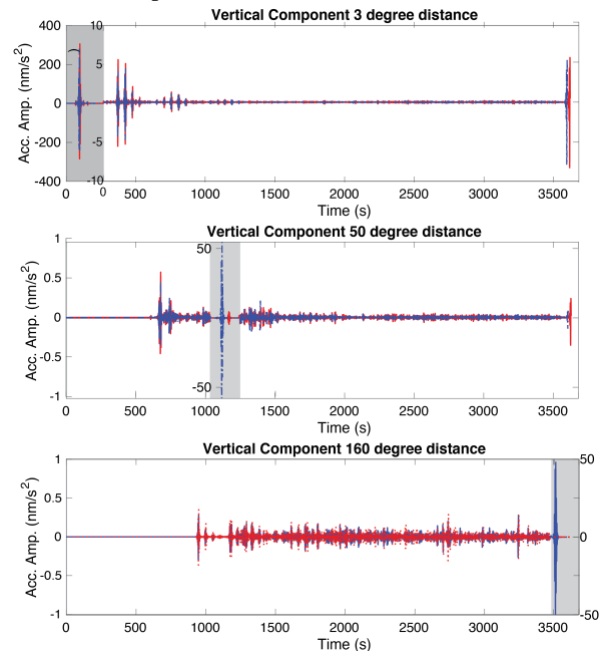 Vertical Component 3 degree distance
400
200
0
-200
-400
10
5
-5
-10
Acc. Amp. (nm/s²)
0 0 500 1000 1500 2000 2500 3000 3500
Time (s)
Vertical Component 50 degree distance
1
0.5
0
-0.5
-1
50
-50
Acc. Amp. (nm/s²)
0 500 1000 1500 2000 2500 3000 3500
Time (s)
Vertical Component 160 degree distance
1
0.5
0
-0.5
-1
50
0
-50
Acc. Amp. (nm/s²)
0 500 1000 1500 2000 2500 3000 3500
Time (s)